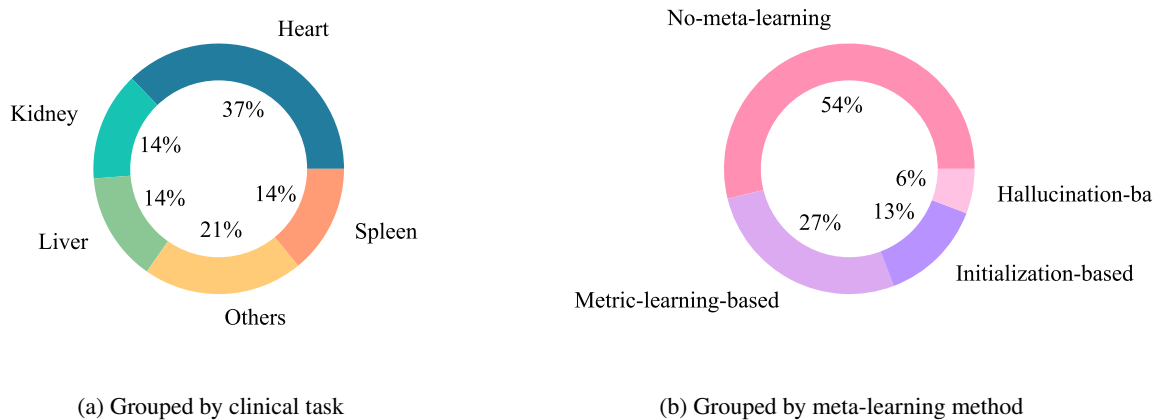 Heart
37%
Kidney
14%
14%
Liver
21%
Others
14%
Spleen
(a) Grouped by clinical task
No-meta-learning
54%
6%
Hallucination-ba
13%
Initialization-based
27%
Metric-learning-based
(b) Grouped by meta-learning method